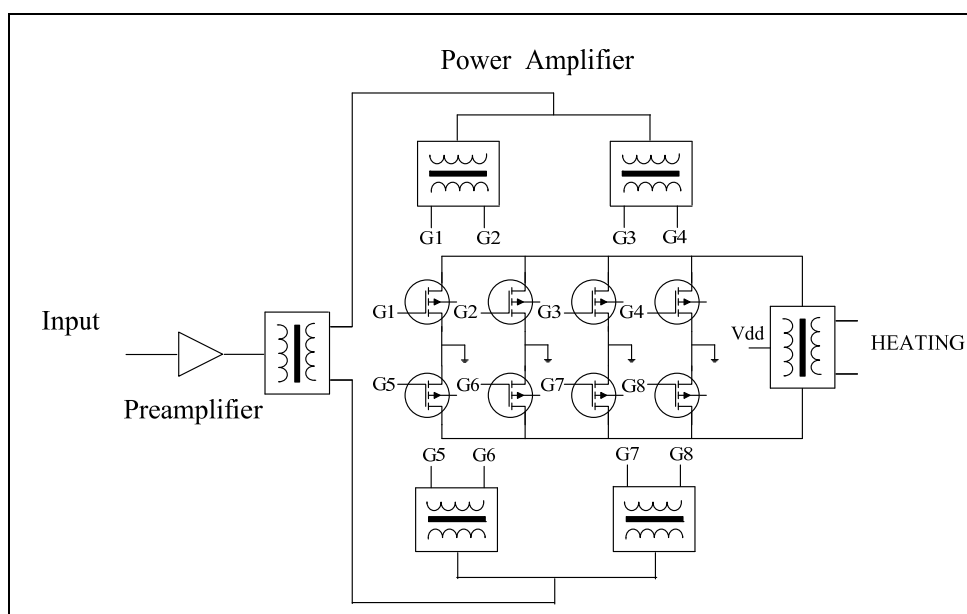 Power Amplifier
G1 G2 G3 G4
G1 G2 G3 G4
Input
Vdd
HEATING
Preamplifier
G5 G6 G7 G8
G5 G6 G7 G8